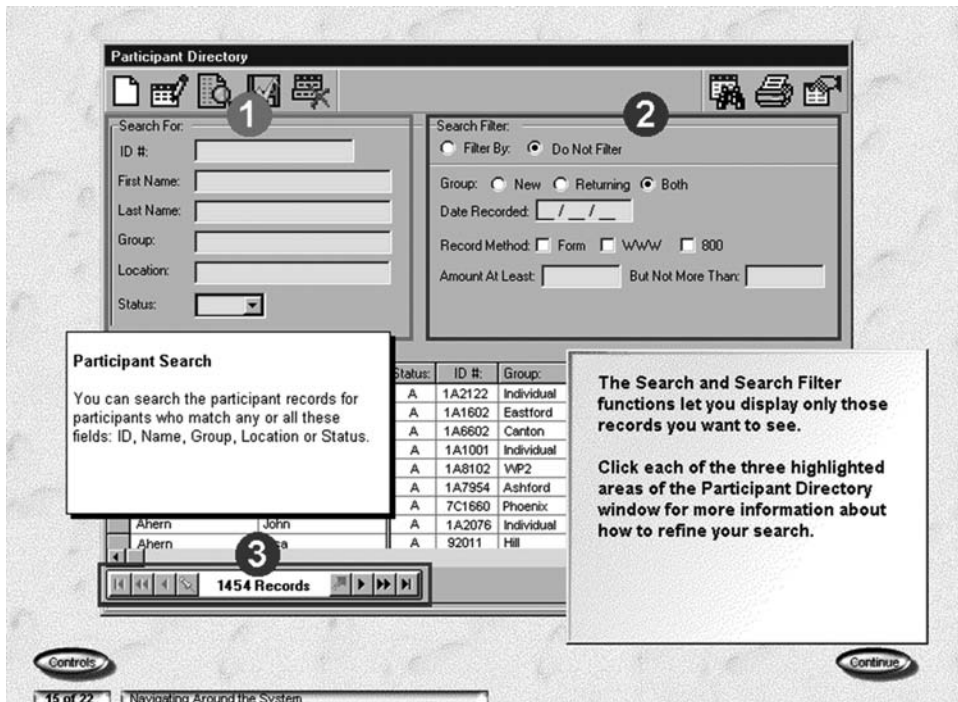 Participant Directory
1
2
Search For:
ID #:
First Name:
Last Name:
Group:
Location:
Status:
Search Filter:
Filter By: Do Not Filter
Group: New Returning Both
Date Recorded: __/__/__
Record Method: Form WWW 800
Amount At Least: But Not More Than:
Participant Search
You can search the participant records for
participants who match any or all these
fields: ID, Name, Group, Location or Status.
Status: ID #: Group:
A 1A2122 Individual
A 1A1602 Eastford
A 1A6602 Canton
A 1A1001 Individual
A 1A8102 WP2
A 1A7954 Ashford
A 7C1660 Phoenix
Ahern John A 1A2076 Individual
Ahern A 92011 Hill
3
1454 Records
The Search and Search Filter
functions let you display only those
records you want to see.
Click each of the three highlighted
areas of the Participant Directory
window for more information about
how to refine your search.
Controls
Continue
15 of 22 Navigating Around the System